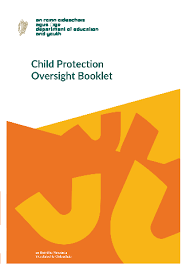 an roinn oideachais
agus óige
department of education
and youth
Child Protection
Oversight Booklet